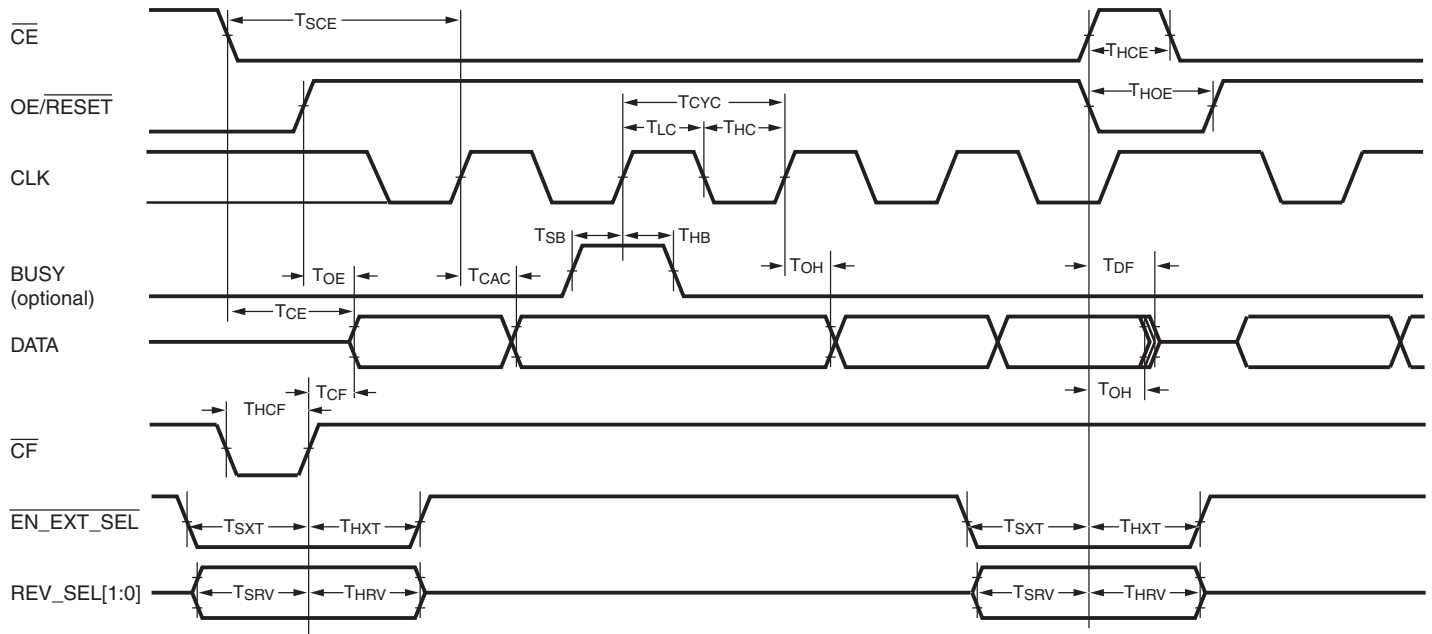 CE
TSCE
THCE
OE/RESET
THOE
TCYC
TLC
THC
CLK
TSB
THB
BUSY
(optional)
TOE
TCAC
TOH
TDF
TCE
DATA
TCF
TOH
THCF
CF
EN_EXT_SEL
TSXT
THXT
TSXT
THXT
REV_SEL[1:0]
TSRV
THRV
TSRV
THRV